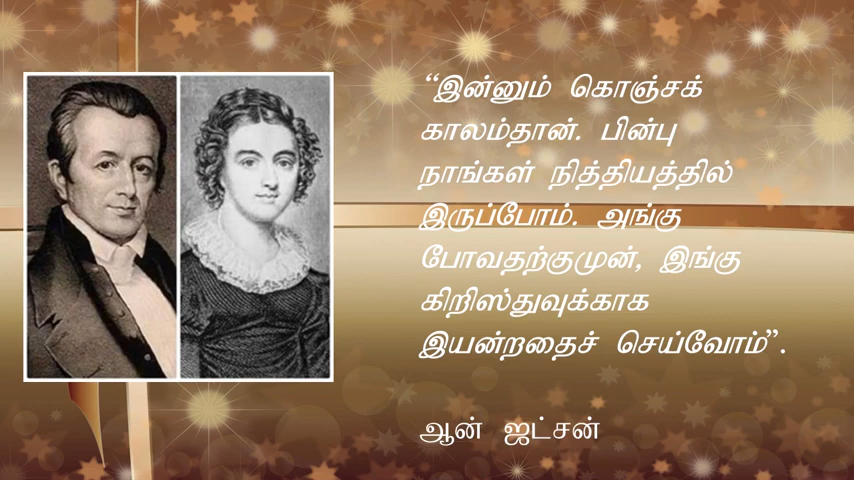 “இன்னும் கொஞ்சக்
காலம்தான். பின்பு
நாங்கள் நித்தியத்தில்
இருப்போம். அங்கு
போவதற்குமுன், இங்கு
கிறிஸ்துவுக்காக
இயன்றதைச் செய்வோம்”.
ஆன் ஜட்சன்